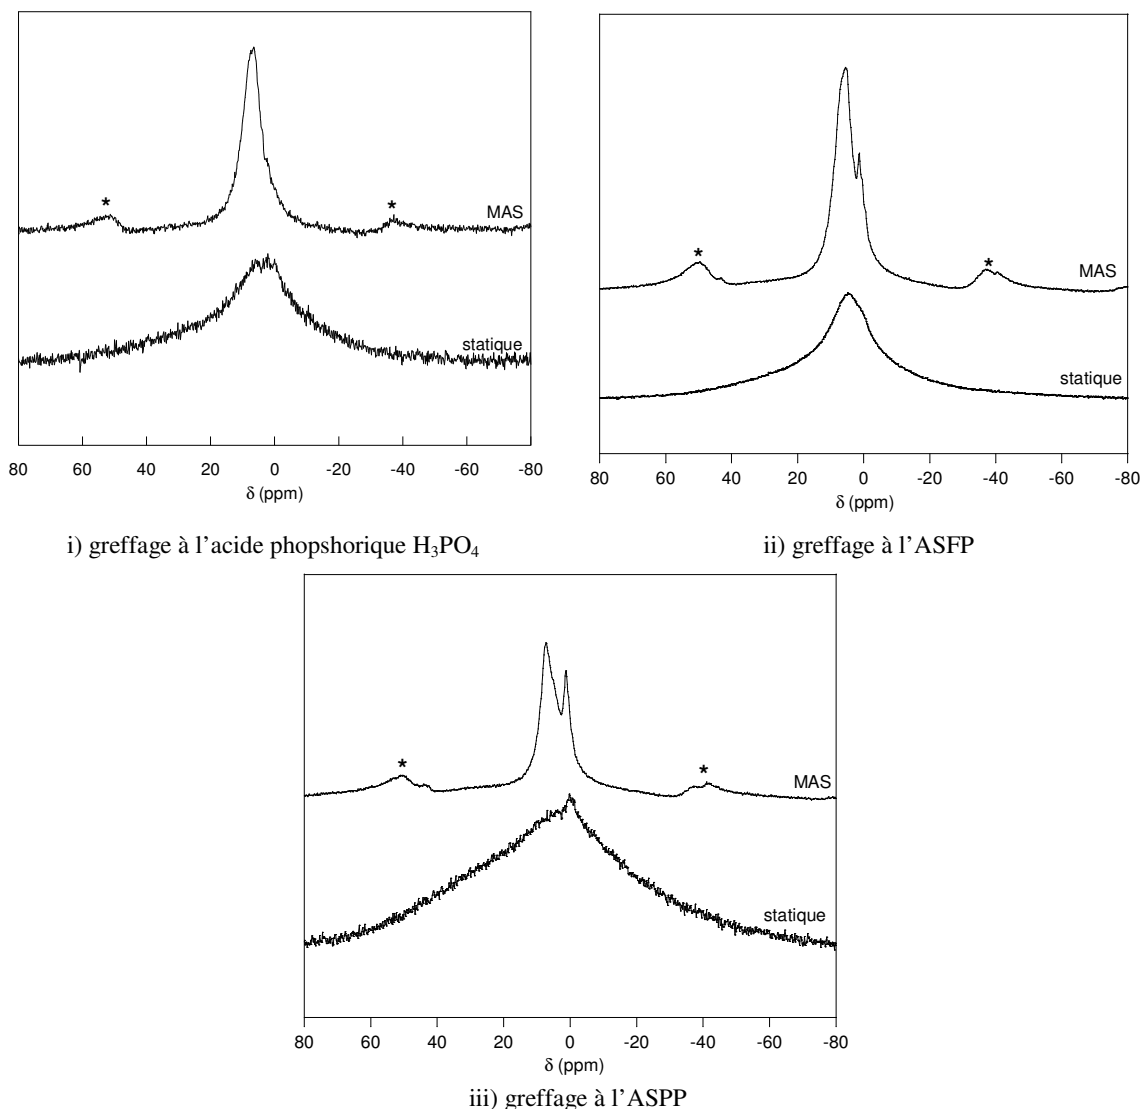 *
*
MAS
statique
80 60 40 20 0 -20 -40 -60 -80
δ (ppm)
i) greffage à l’acide phopshorique H₃PO₄
*
*
MAS
statique
80 60 40 20 0 -20 -40 -60 -80
δ (ppm)
ii) greffage à l’ASFP
*
*
MAS
statique
80 60 40 20 0 -20 -40 -60 -80
δ (ppm)
iii) greffage à l’ASPP